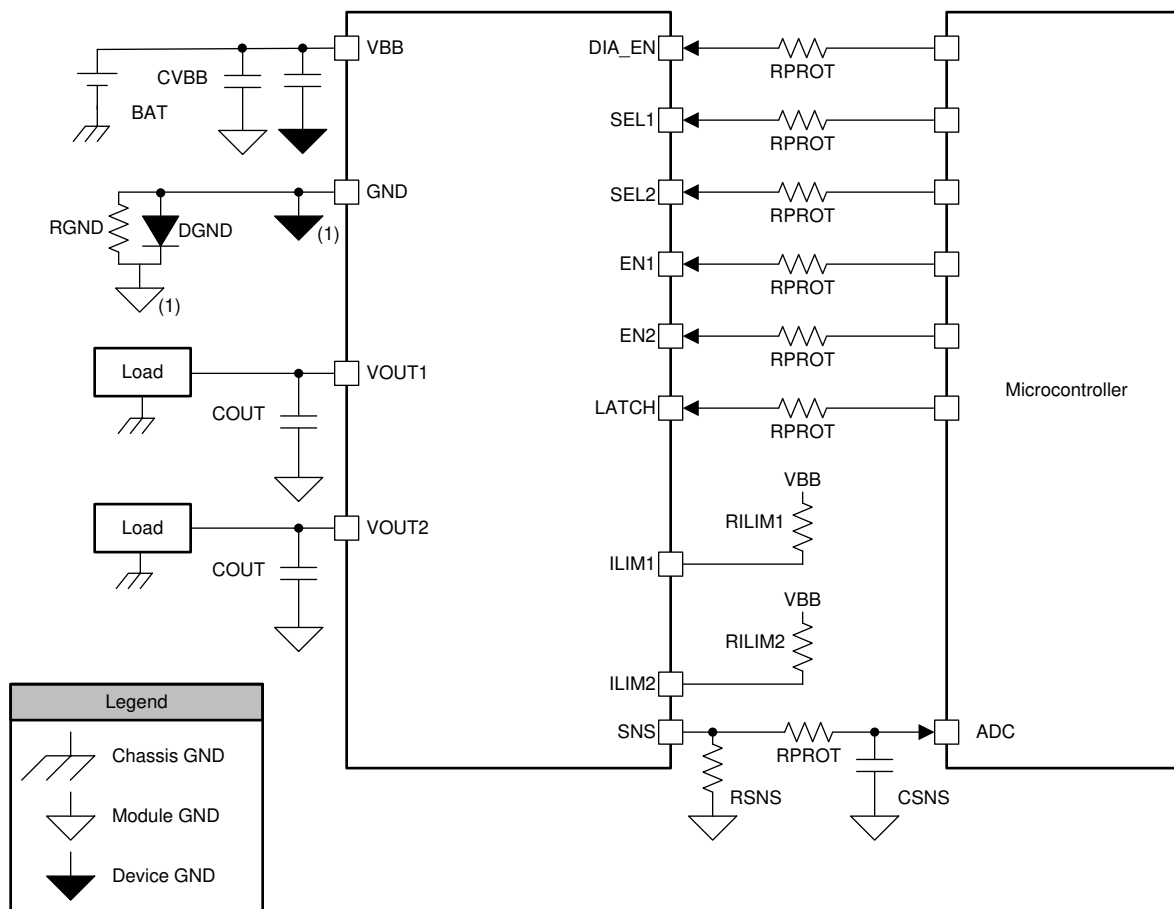 VBB
CVBB
BAT
GND
RGND
DGND
(1)
(1)
Load
VOUT1
COUT
Load
VOUT2
COUT
DIA_EN
RPROT
SEL1
RPROT
SEL2
RPROT
EN1
RPROT
EN2
RPROT
LATCH
RPROT
Microcontroller
VBB
RILIM1
ILIM1
VBB
RILIM2
ILIM2
SNS
RPROT
ADC
RSNS
CSNS
Legend
Chassis GND
Module GND
Device GND